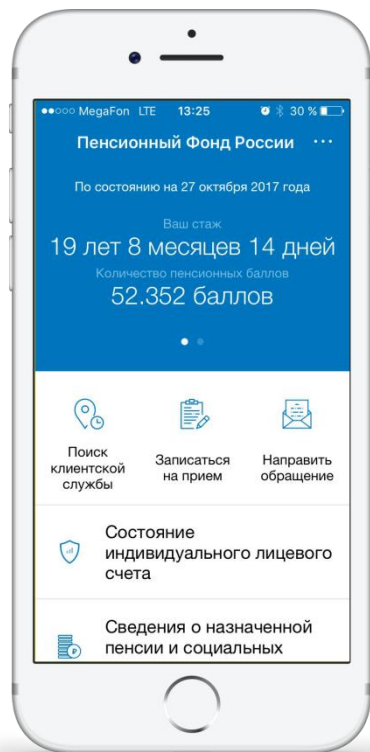 MegaFon LTE 13:25 30 %
Пенсионный Фонд России ...
По состоянию на 27 октября 2017 года
Ваш стаж
19 лет 8 месяцев 14 дней
Количество пенсионных баллов
52.352 баллов
Поиск
клиентской
службы
Записаться
на прием
Направить
обращение
Состояние
индивидуального лицевого
счета
Сведения о назначенной
пенсии и социальных